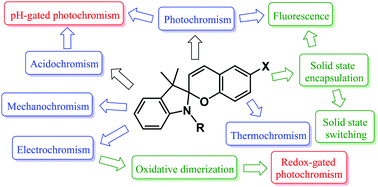 pH-gated photochromism
Photochromism
Fluorescence
Acidochromism
X
Solid state
encapsulation
Mechanochromism
O
N
R
Thermochromism
Solid state
switching
Electrochromism
Oxidative dimerization
Redox-gated
photochromism